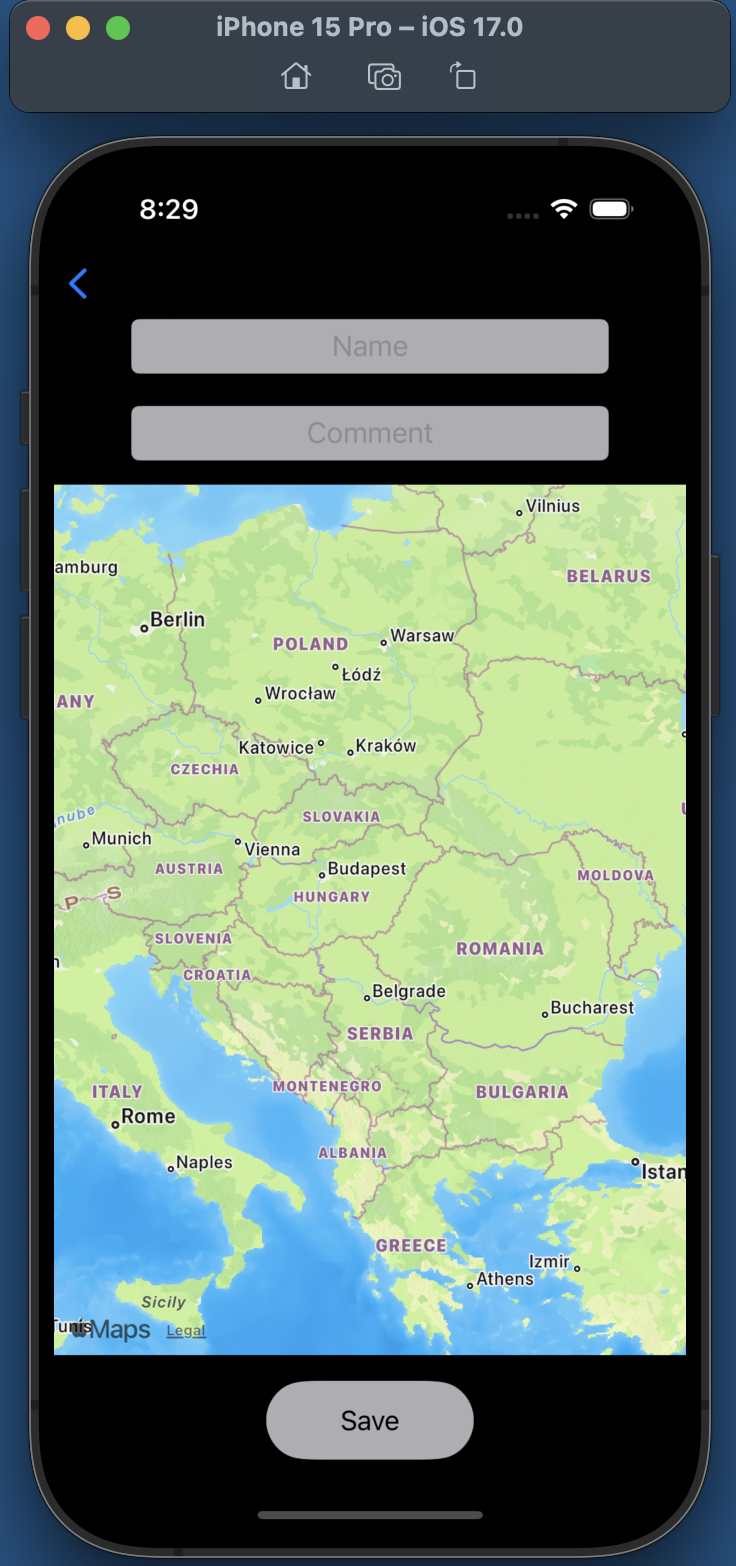 iPhone 15 Pro – iOS 17.0
8:29
Name
Comment
Vilnius
amburg
BELARUS
Berlin
Warsaw
POLAND
Łódź
Wrocław
ANY
Katowice
Kraków
CZECHIA
nube
SLOVAKIA
Munich
Vienna
AUSTRIA
Budapest
MOLDOVA
P S
HUNGARY
SLOVENIA
ROMANIA
CROATIA
Belgrade
Bucharest
SERBIA
MONTENEGRO
ITALY
BULGARIA
Rome
ALBANIA
Naples
Istan
GREECE
Izmir
Athens
Sicily
Tunis
Maps
Legal
Save